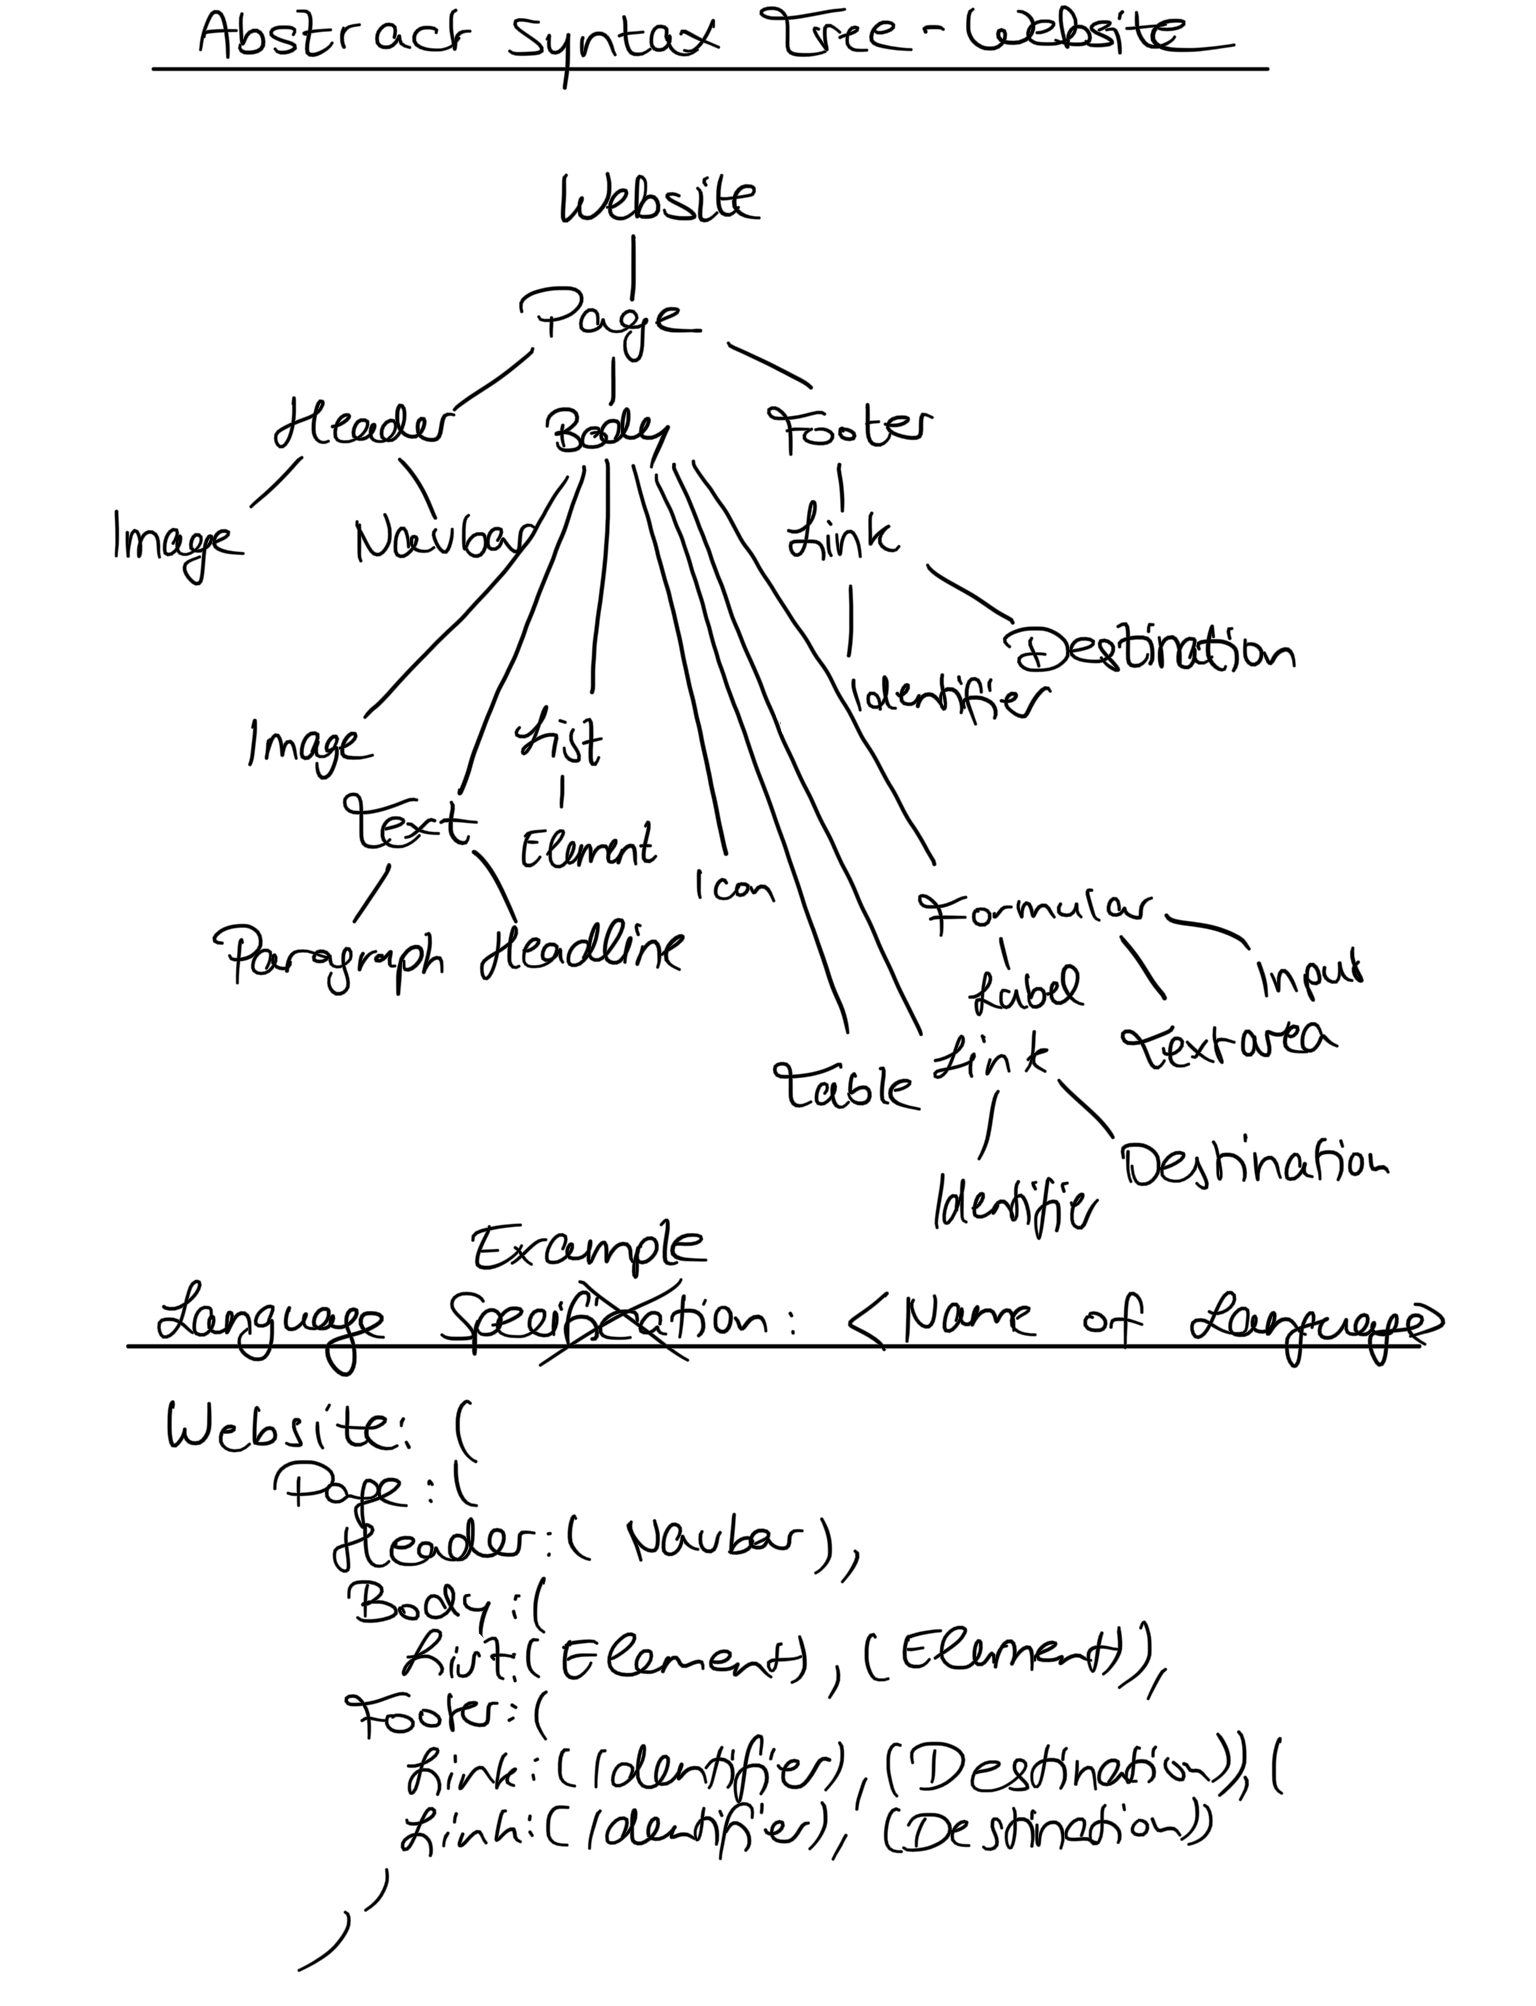 Abstract Syntax Tree - Website
Website
Page
Header Body Footer
Image Navbar Link
Destination
Identifier
Image List
Text Element
Icon
Formular
Paragraph Headline
Label Input
Textarea
Table Link
Destination
Identifier
Example
Language Specification: <Name of Language>
Website: (
Page: (
Header: ( Navbar ),
Body: (
List: ( Element ), ( Element )),
Footer: (
Link: ( Identifier ), ( Destination )), (
Link: ( Identifier ), ( Destination ))
)
)